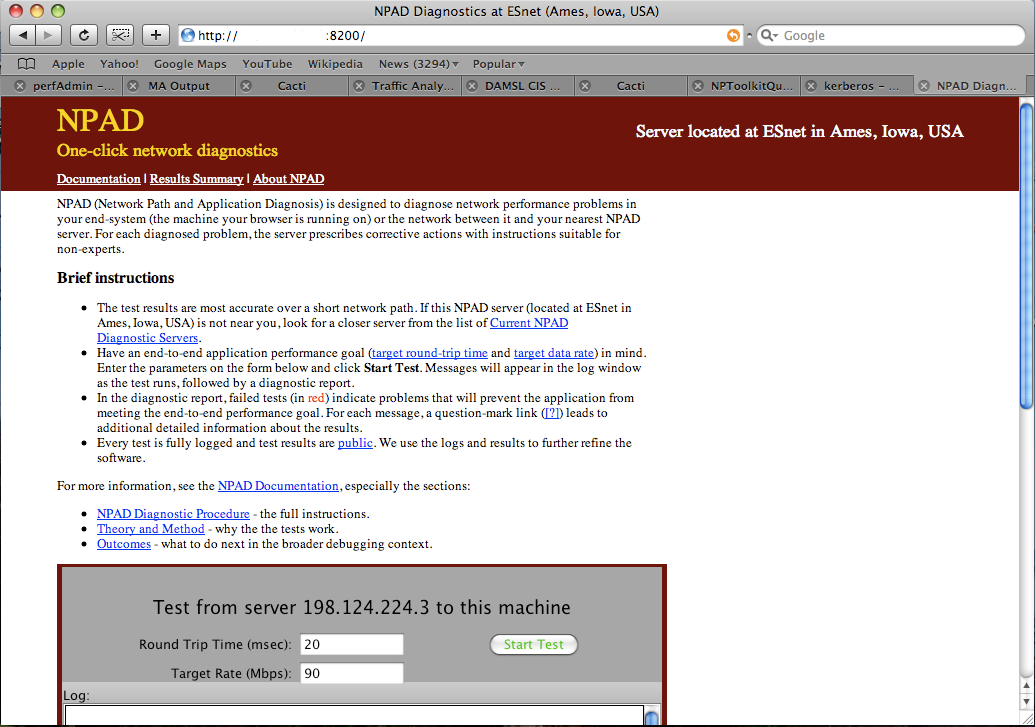 NPAD Diagnostics at ESnet (Ames, Iowa, USA)
http:// :8200/
Google
Apple Yahoo! Google Maps YouTube Wikipedia News (3294) Popular
perfAdmin –... MA Output Cacti Traffic Analy... DAMSL CIS ... Cacti NPToolkitQu... kerberos – ... NPAD Diagn...
NPAD
One-click network diagnostics
Server located at ESnet in Ames, Iowa, USA
Documentation | Results Summary | About NPAD
NPAD (Network Path and Application Diagnosis) is designed to diagnose network performance problems in
your end-system (the machine your browser is running on) or the network between it and your nearest NPAD
server. For each diagnosed problem, the server prescribes corrective actions with instructions suitable for
non-experts.
Brief instructions
• The test results are most accurate over a short network path. If this NPAD server (located at ESnet in
Ames, Iowa, USA) is not near you, look for a closer server from the list of Current NPAD
Diagnostic Servers.
• Have an end-to-end application performance goal (target round-trip time and target data rate) in mind.
Enter the parameters on the form below and click Start Test. Messages will appear in the log window
as the test runs, followed by a diagnostic report.
• In the diagnostic report, failed tests (in red) indicate problems that will prevent the application from
meeting the end-to-end performance goal. For each message, a question-mark link ([?]) leads to
additional detailed information about the results.
• Every test is fully logged and test results are public. We use the logs and results to further refine the
software.
For more information, see the NPAD Documentation, especially the sections:
• NPAD Diagnostic Procedure - the full instructions.
• Theory and Method - why the the tests work.
• Outcomes - what to do next in the broader debugging context.
Test from server 198.124.224.3 to this machine
Round Trip Time (msec): 20 Start Test
Target Rate (Mbps): 90
Log: